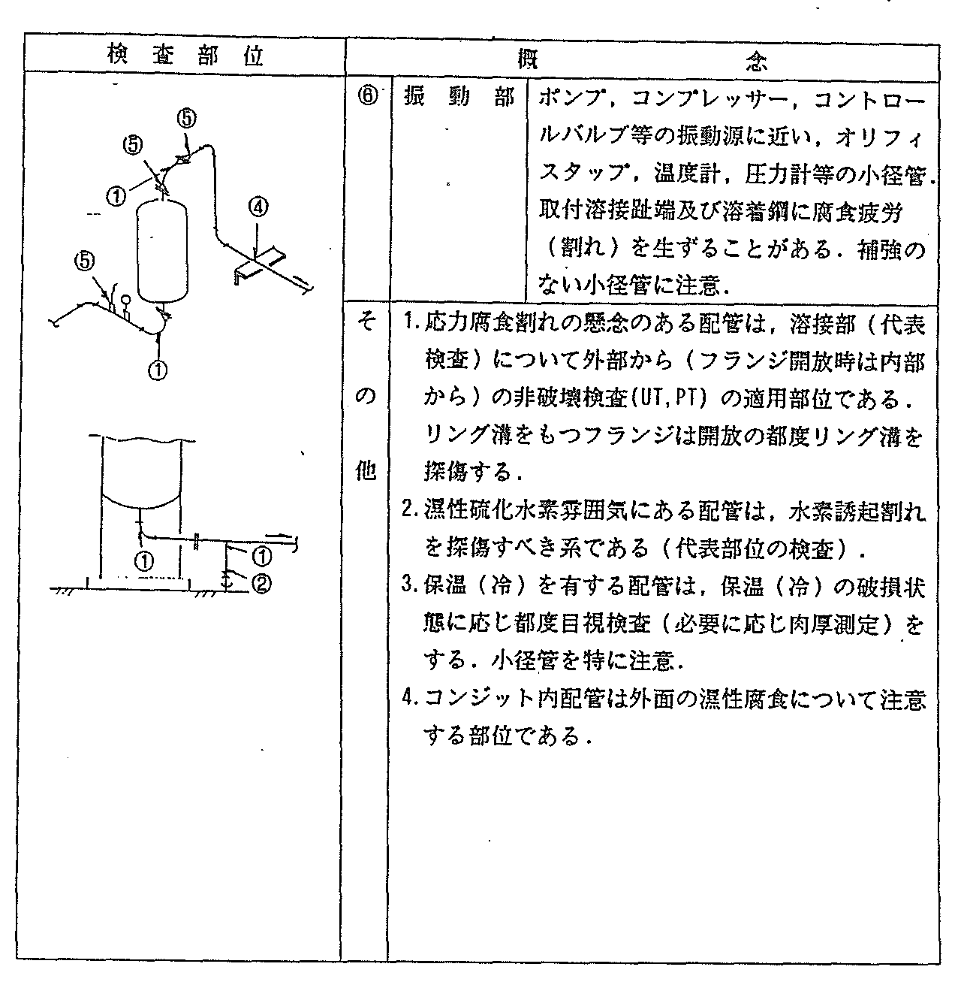 検査部位
概念
⑤
⑤
①
④
⑤
①
①
①
②
⑥ 振動部
ポンプ，コンプレッサー，コントロー
ルバルブ等の振動源に近い，オリフィ
スタップ，温度計，圧力計等の小径管．
取付溶接趾端及び溶着鋼に腐食疲労
（割れ）を生ずることがある．補強の
ない小径管に注意．
その他
1.応力腐食割れの懸念のある配管は，溶接部（代表
検査）について外部から（フランジ開放時は内部
から）の非破壊検査(UT,PT）の適用部位である．
リング溝をもつフランジは開放の都度リング溝を
探傷する．
2.濕性硫化水素雰囲気にある配管は，水素誘起割れ
を探傷すべき系である（代表部位の検査）．
3.保温（冷）を有する配管は，保温（冷）の破損状
態に応じ都度目視検査（必要に応じ肉厚測定）を
する．小径管を特に注意．
4.コンジット内配管は外面の濕性腐食について注意
する部位である．